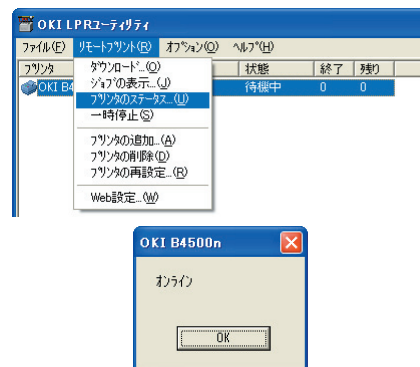 OKI LPRユーティリティ
ファイル(F) リモートプリント(R) オプション(O) ヘルプ(H)
プリンタ 状態 終了 残り
OKI B4 待機中 0 0
ダウンロード...(O)
ジョブの表示...(J)
プリンタのステータス...(U)
一時停止(S)
プリンタの追加...(A)
プリンタの削除(D)
プリンタの再設定...(R)
Web設定...(W)
OKI B4500n
オンライン
OK